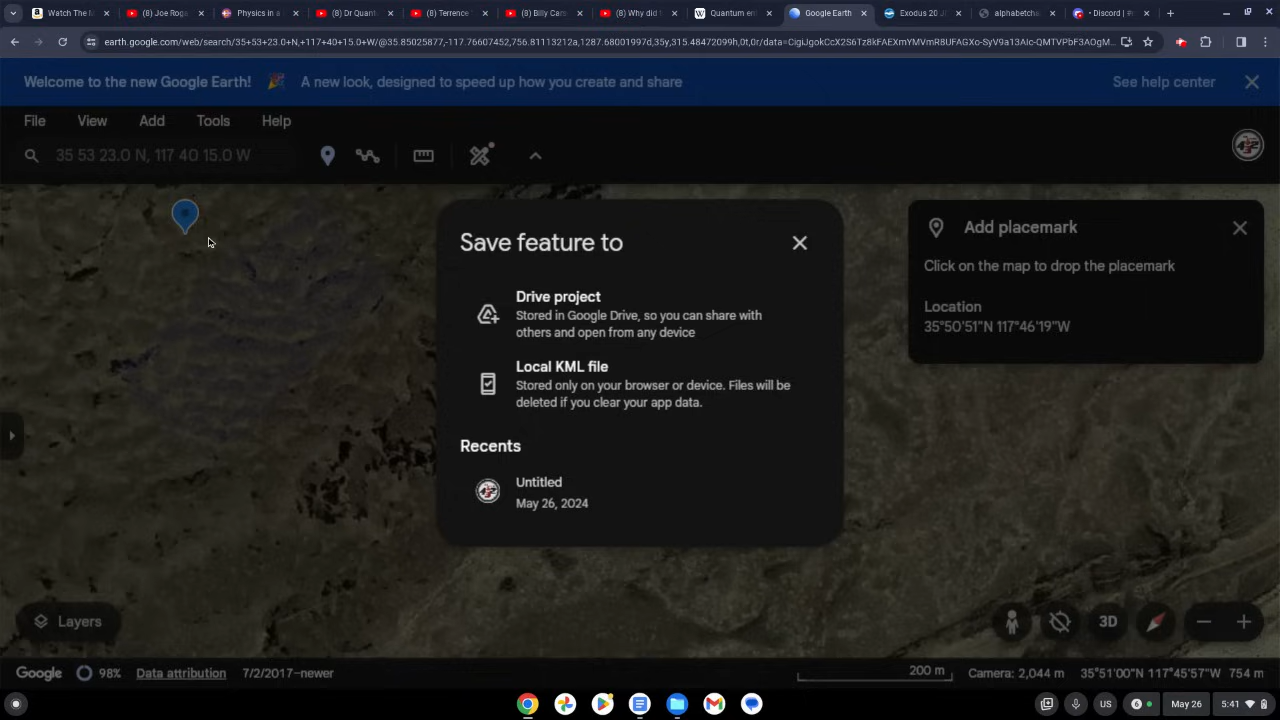 Watch The M
(8) Joe Roga
Physics in a
(8) Dr Quant
(8) Terrence
(8) Billy Cars
(8) Why did
Quantum en
Google Earth
Exodus 20 JC
alphabetcha
• Discord | #
earth.google.com/web/search/35+53+23.0+N,+117+40+15.0+W/@35.85025877,-117.76607452,756.81113212a,1287.68001997d,35y,315.48472099h,0t,0r/data=
Welcome to the new Google Earth! 🎉 A new look, designed to speed up how you create and share
See help center
File View Add Tools Help
35 53 23.0 N, 117 40 15.0 W
Save feature to
Drive project
Stored in Google Drive, so you can share with
others and open from any device
Local KML file
Stored only on your browser or device. Files will be
deleted if you clear your app data.
Recents
Untitled
May 26, 2024
Add placemark
Click on the map to drop the placemark
Location
35°50'51"N 117°46'19"W
Layers
3D
Google 98% Data attribution 7/2/2017–newer
200 m Camera: 2,044 m 35°51'00"N 117°45'57"W 754 m
US 6 May 26 5:41